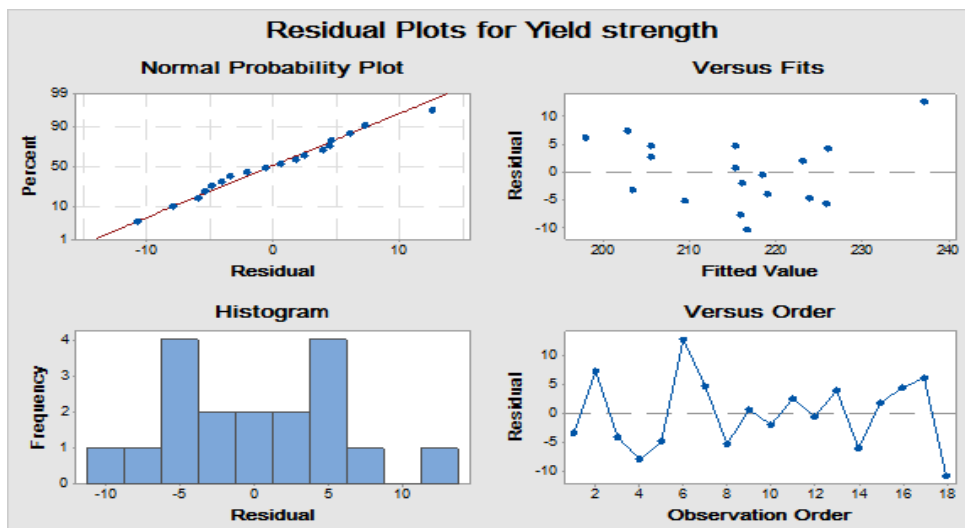 Residual Plots for Yield strength
Normal Probability Plot
99
90
50
10
1
Percent
-10 0 10
Residual
Versus Fits
10
5
0
-5
-10
Residual
200 210 220 230 240
Fitted Value
Histogram
4
3
2
1
0
Frequency
-10 -5 0 5 10
Residual
Versus Order
10
5
0
-5
-10
Residual
2 4 6 8 10 12 14 16 18
Observation Order